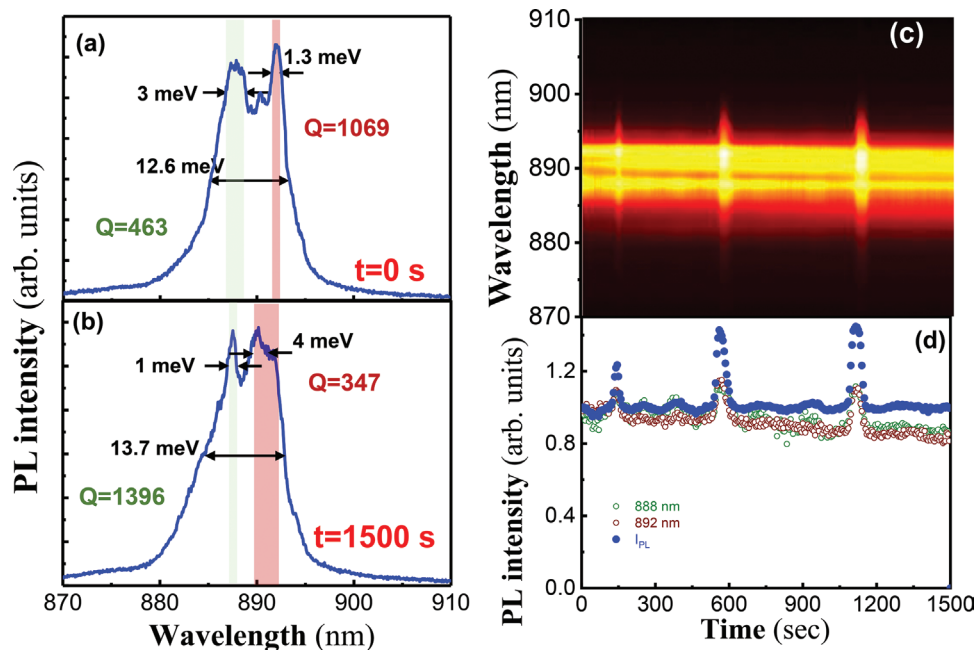 (a)
1.3 meV
3 meV
Q=1069
12.6 meV
Q=463
t=0 s
(b)
4 meV
1 meV
Q=347
13.7 meV
Q=1396
t=1500 s
870 880 890 900 910
Wavelength (nm)
PL intensity (arb. units)
(c)
910
900
890
880
870
Wavelength (nm)
(d)
1.2
0.8
0.4
0.0
PL intensity (arb. units)
888 nm
892 nm
I_PL
0 300 600 900 1200 1500
Time (sec)